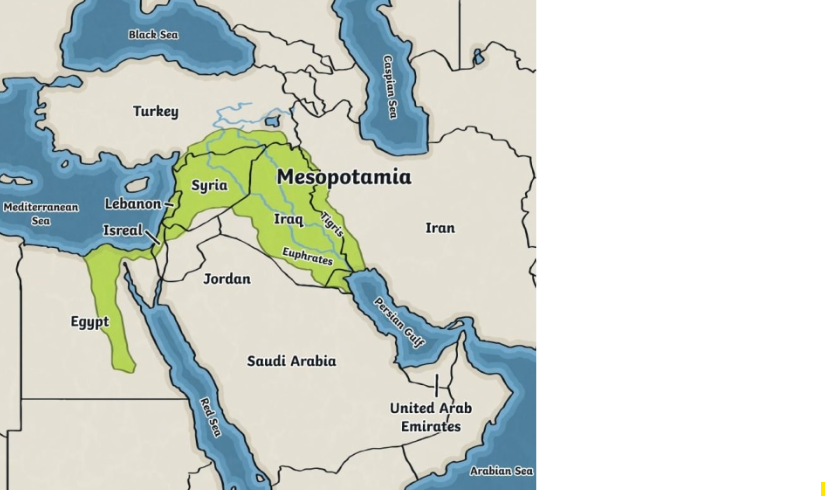 Black Sea
Caspian Sea
Turkey
Mesopotamia
Syria
Lebanon
Mediterranean
Sea
Isreal
Iraq
Tigris
Iran
Euphrates
Jordan
Persian Gulf
Egypt
Saudi Arabia
United Arab
Emirates
Red Sea
Arabian Sea